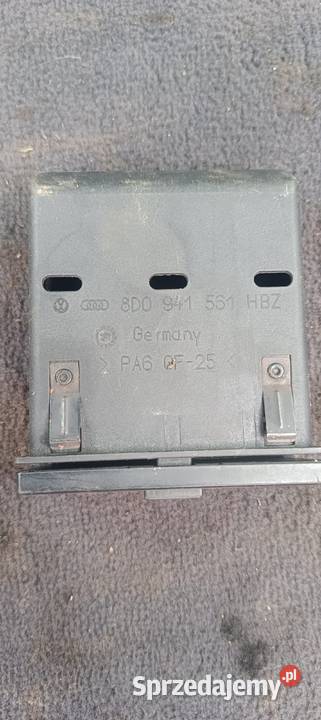 8D0 941 561 HBZ
Germany
> PA6 GF-25 <
Sprzedajemy.pl